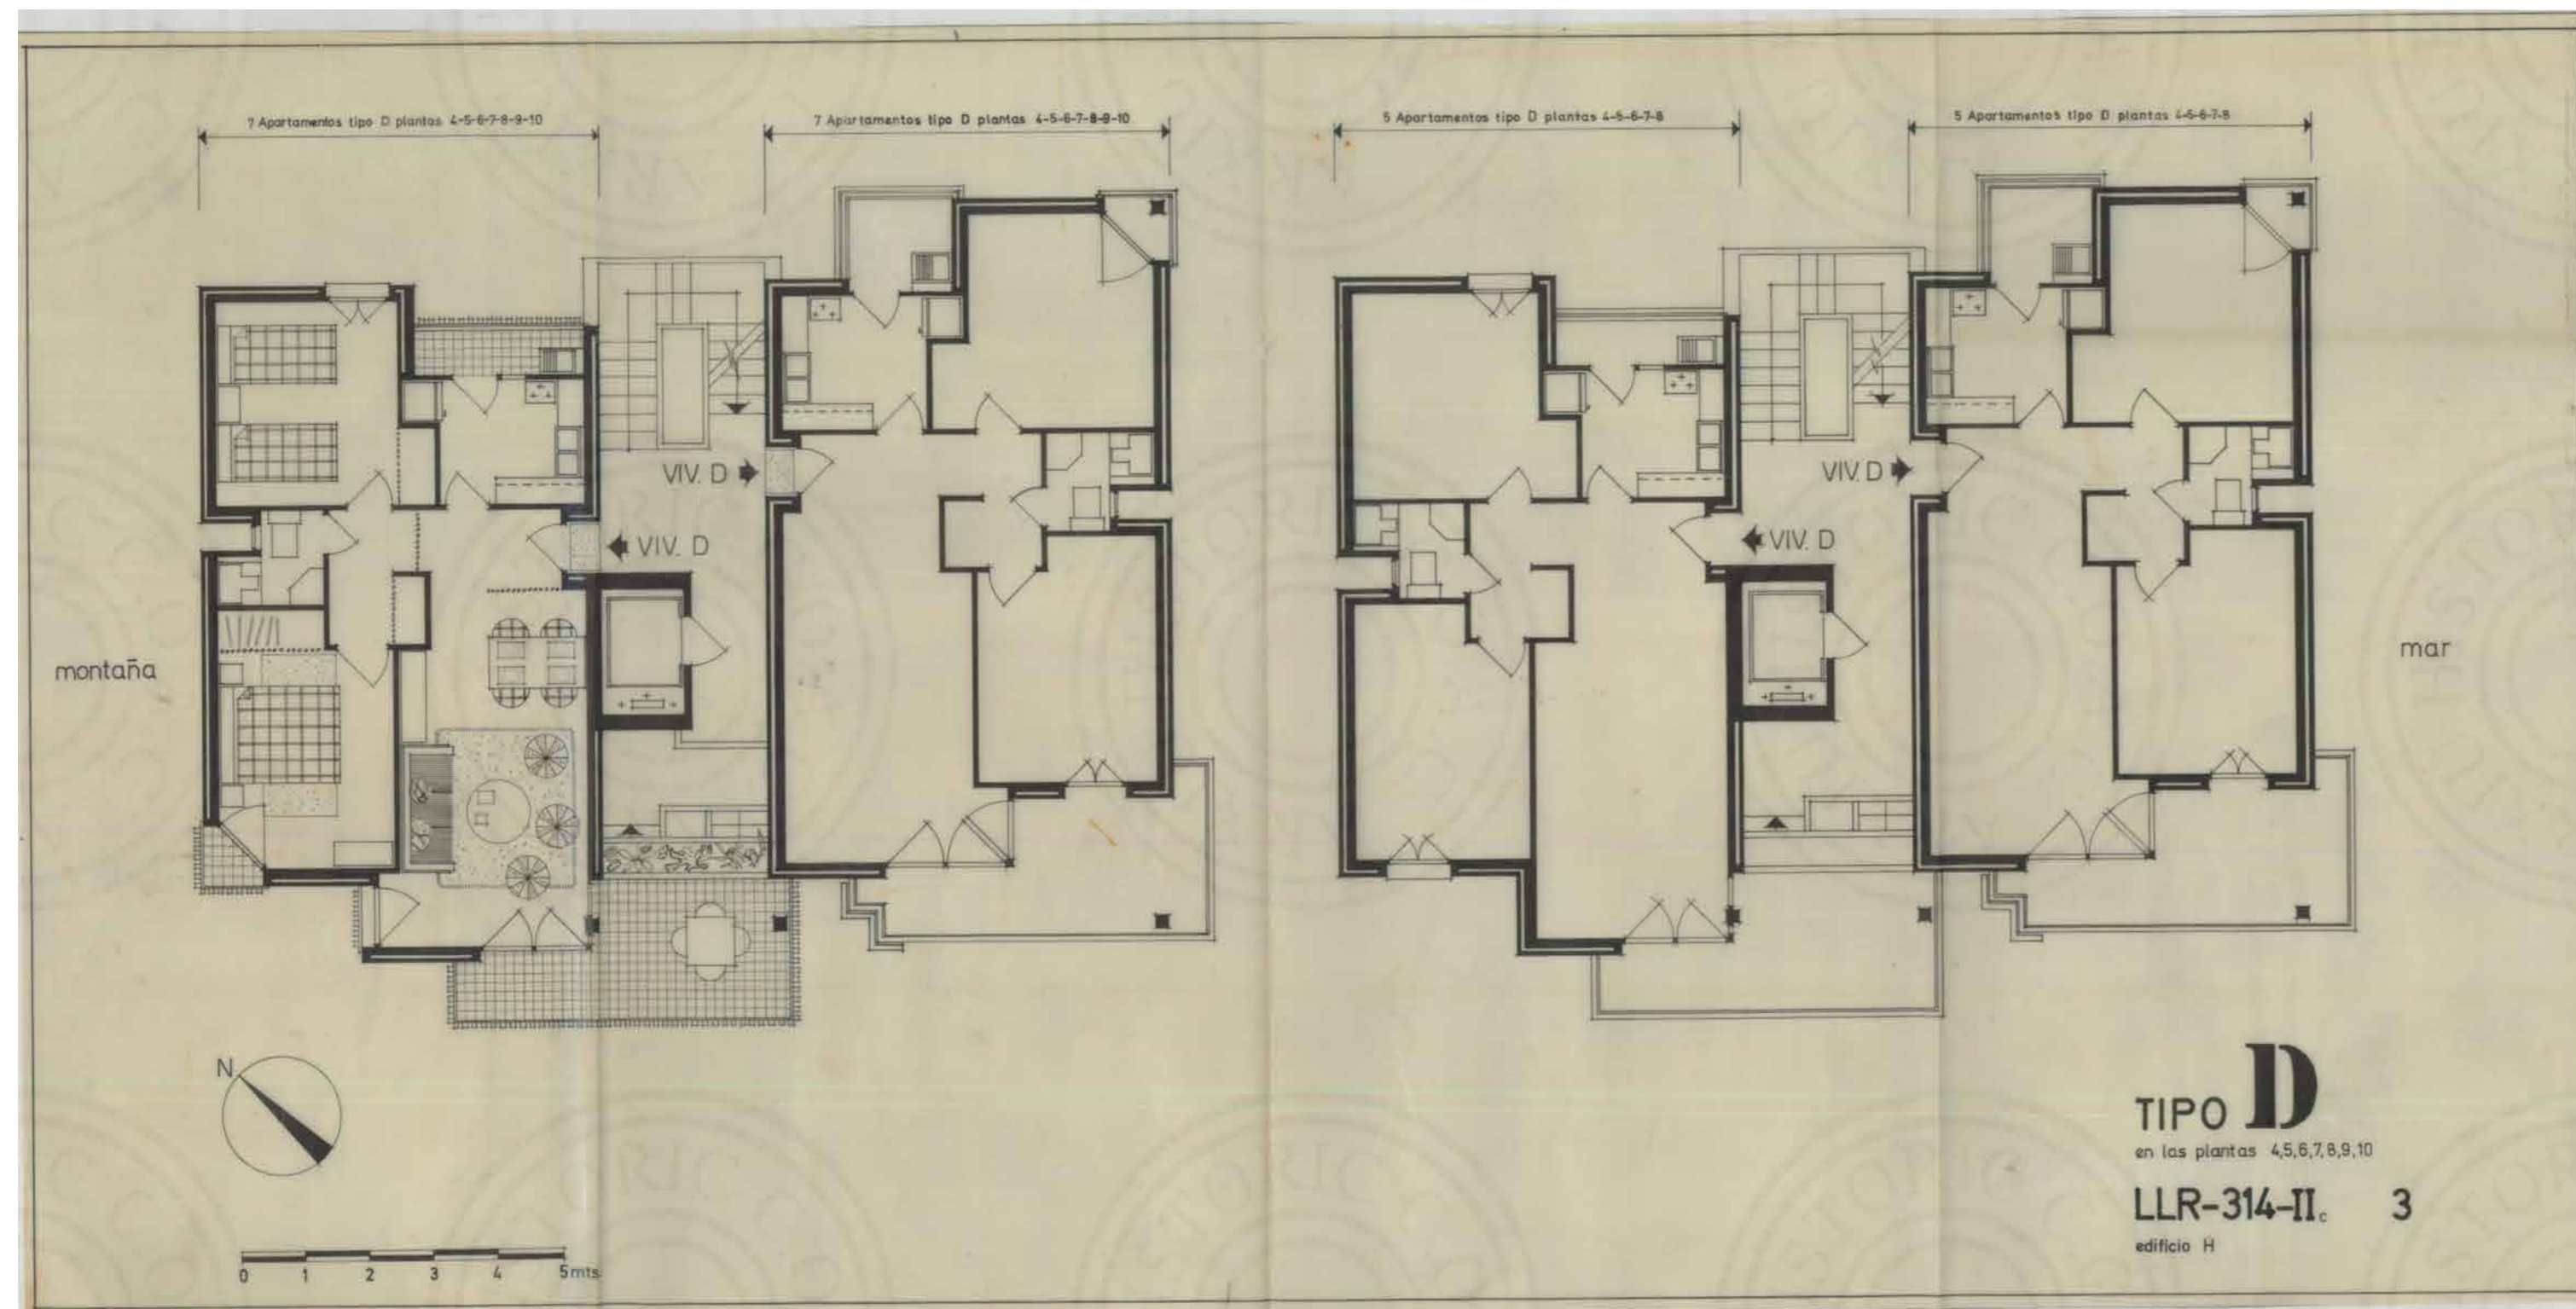 7 Apartamentos tipo D plantas 4-5-6-7-8-9-10
7 Apartamentos tipo D plantas 4-5-6-7-8-9-10
5 Apartamentos tipo D plantas 4-5-6-7-8
5 Apartamentos tipo D plantas 4-5-6-7-8
VIV. D
VIV. D
VIV. D
VIV. D
montaña
mar
N
0 1 2 3 4 5 mts
TIPO D
en las plantas 4,5,6,7,8,9,10
LLR-314-II c 3
edificio H